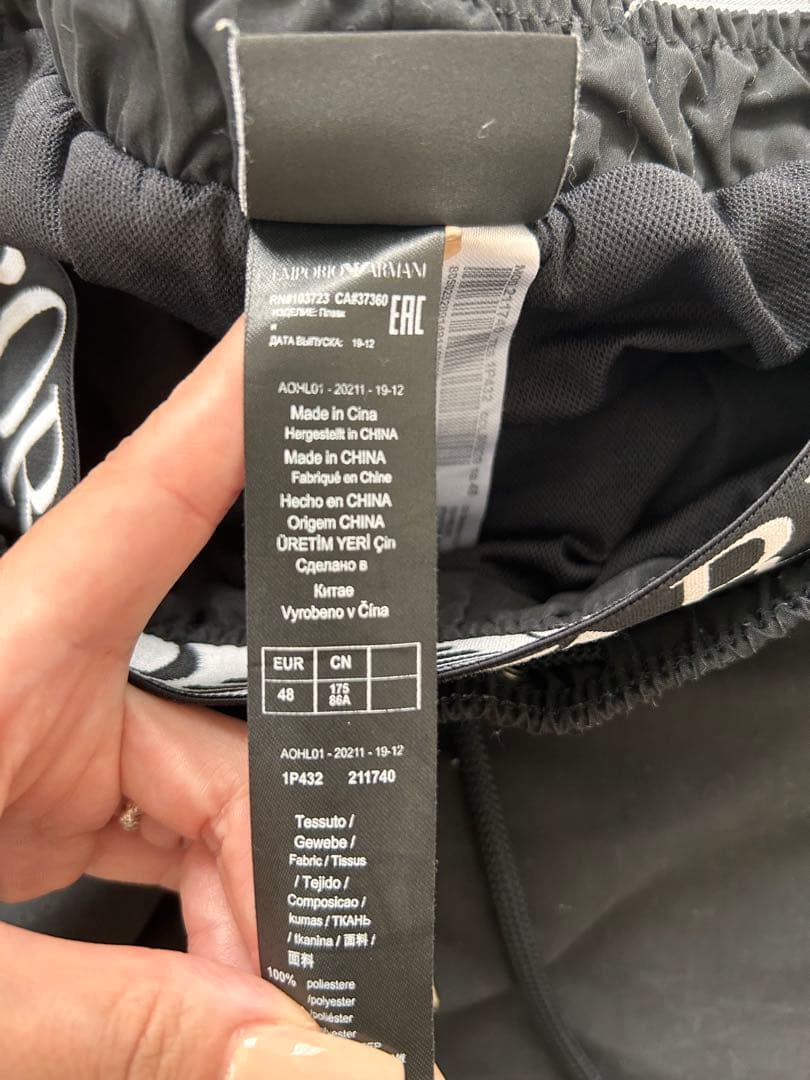 EMPORIO ARMANI
RN#103723 CA#37360
ИЗДЕЛИЕ: Плавк
и
EAC
ДАТА ВЫПУСКА: 19-12
AOHL01 - 20211 - 19-12
Made in Cina
Hergestellt in CHINA
Made in CHINA
Fabriqué en Chine
Hecho en CHINA
Origem CHINA
ÜRETİM YERİ Çin
Сделано в
Китае
Vyrobeno v Čína
EUR CN
48 175
86A
AOHL01 - 20211 - 19-12
1P432 211740
Tessuto /
Gewebe /
Fabric / Tissus
/ Tejido /
Composicao /
kumas / ТКАНЬ
/ tkanina / 面料 /
面料
100% poliestere
/polyester
/poliéster